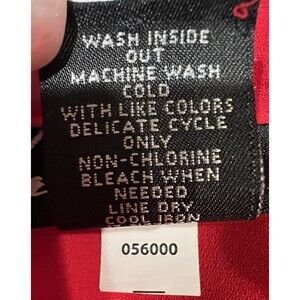 WASH INSIDE
OUT
MACHINE WASH
COLD
WITH LIKE COLORS
DELICATE CYCLE
ONLY
NON-CHLORINE
BLEACH WHEN
NEEDED
LINE DRY
COOL IRON
056000